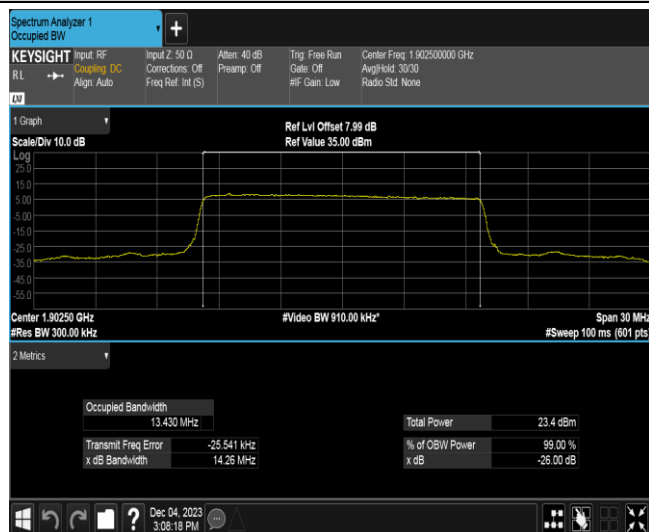 Spectrum Analyzer 1
Occupied BW
+
KEYSIGHT
RL
LXI
Input: RF
Coupling: DC
Align: Auto
Input Z: 50 Ω
Corrections: Off
Freq Ref: Int (S)
Atten: 40 dB
Preamp: Off
Trig: Free Run
Gate: Off
#IF Gain: Low
Center Freq: 1.902500000 GHz
Avg|Hold: 30/30
Radio Std: None
1 Graph
Scale/Div 10.0 dB
Ref Lvl Offset 7.99 dB
Ref Value 35.00 dBm
Log
25.0
15.0
5.00
-5.00
-15.0
-25.0
-35.0
-45.0
-55.0
Center 1.90250 GHz
#Res BW 300.00 kHz
#Video BW 910.00 kHz*
Span 30 MHz
#Sweep 100 ms (601 pts)
2 Metrics
Occupied Bandwidth
13.430 MHz
Transmit Freq Error -25.541 kHz
x dB Bandwidth 14.26 MHz
Total Power 23.4 dBm
% of OBW Power 99.00 %
x dB -26.00 dB
?
Dec 04, 2023
3:08:18 PM